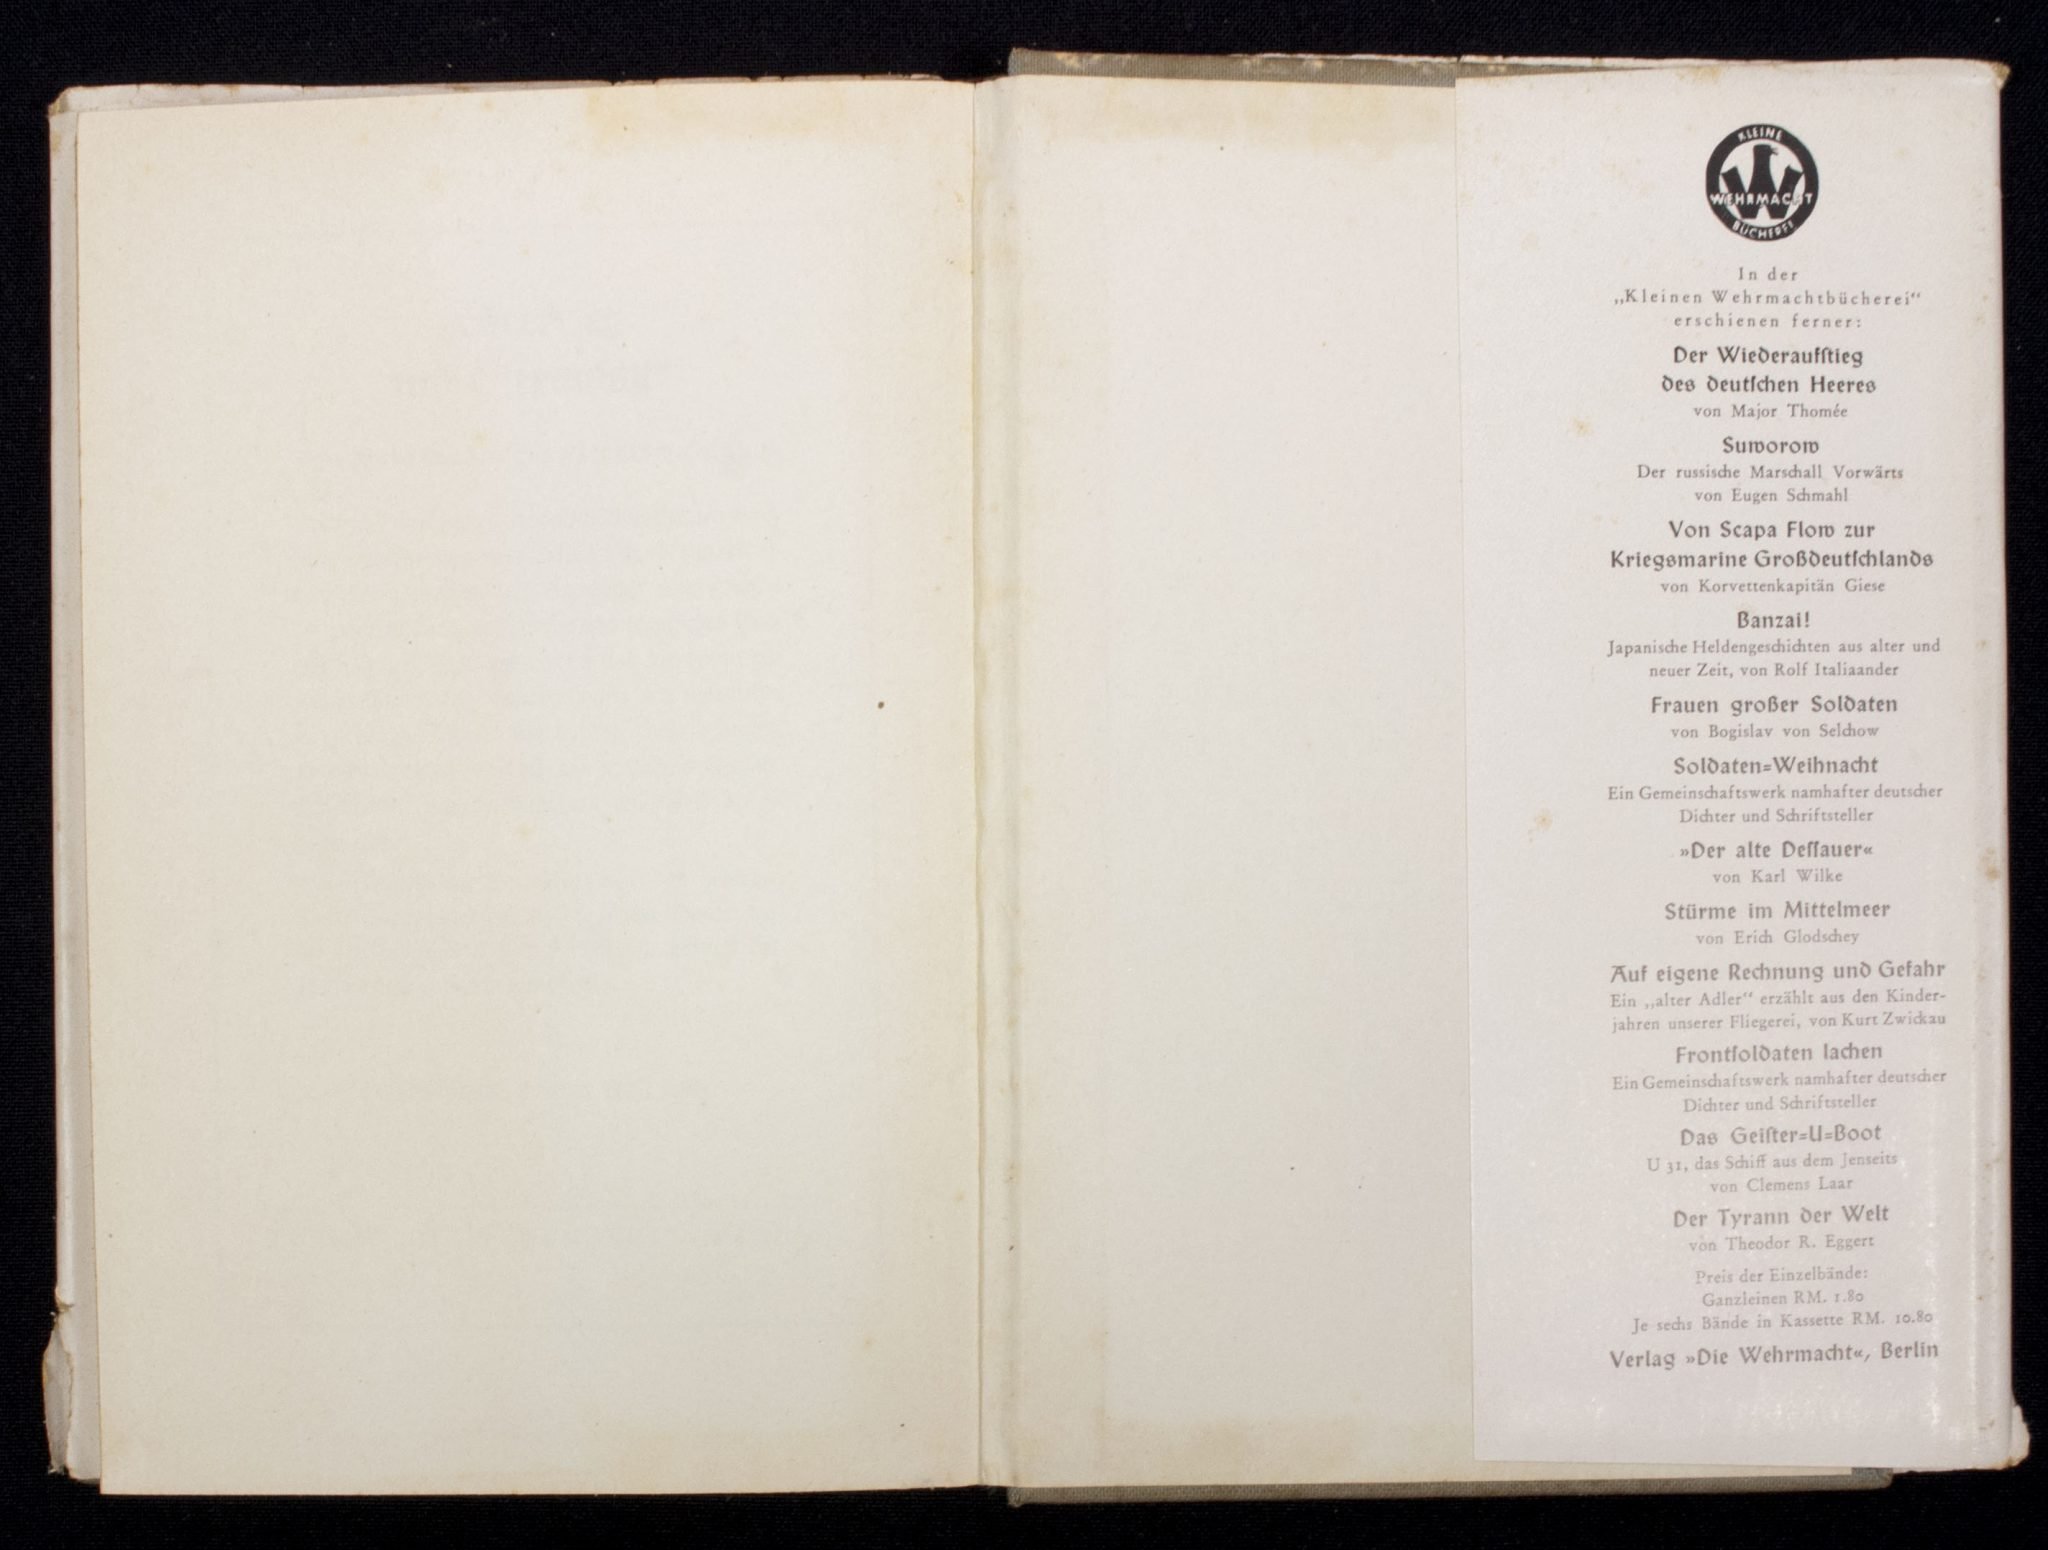 KLEINE
WEHRMACHT
BÜCHEREI
In der
„Kleinen Wehrmachtbücherei“
erschienen ferner:
Der Wiederaufſtieg
des deutſchen Heeres
von Major Thomée
Suworow
Der russische Marschall Vorwärts
von Eugen Schmahl
Von Scapa Flow zur
Kriegsmarine Großdeutſchlands
von Korvettenkapitän Giese
Banzai!
Japanische Heldengeschichten aus alter und
neuer Zeit, von Rolf Italiaander
Frauen großer Soldaten
von Bogislav von Selchow
Soldaten=Weihnacht
Ein Gemeinschaftswerk namhafter deutscher
Dichter und Schriftsteller
»Der alte Deſſauer«
von Karl Wilke
Stürme im Mittelmeer
von Erich Glodschey
Auf eigene Rechnung und Gefahr
Ein „alter Adler“ erzählt aus den Kinder-
jahren unserer Fliegerei, von Kurt Zwickau
Frontſoldaten lachen
Ein Gemeinschaftswerk namhafter deutscher
Dichter und Schriftsteller
Das Geiſter=U=Boot
U 31, das Schiff aus dem Jenseits
von Clemens Laar
Der Tyrann der Welt
von Theodor R. Eggert
Preis der Einzelbände:
Ganzleinen RM. 1.80
Je sechs Bände in Kassette RM. 10.80
Verlag »Die Wehrmacht«, Berlin